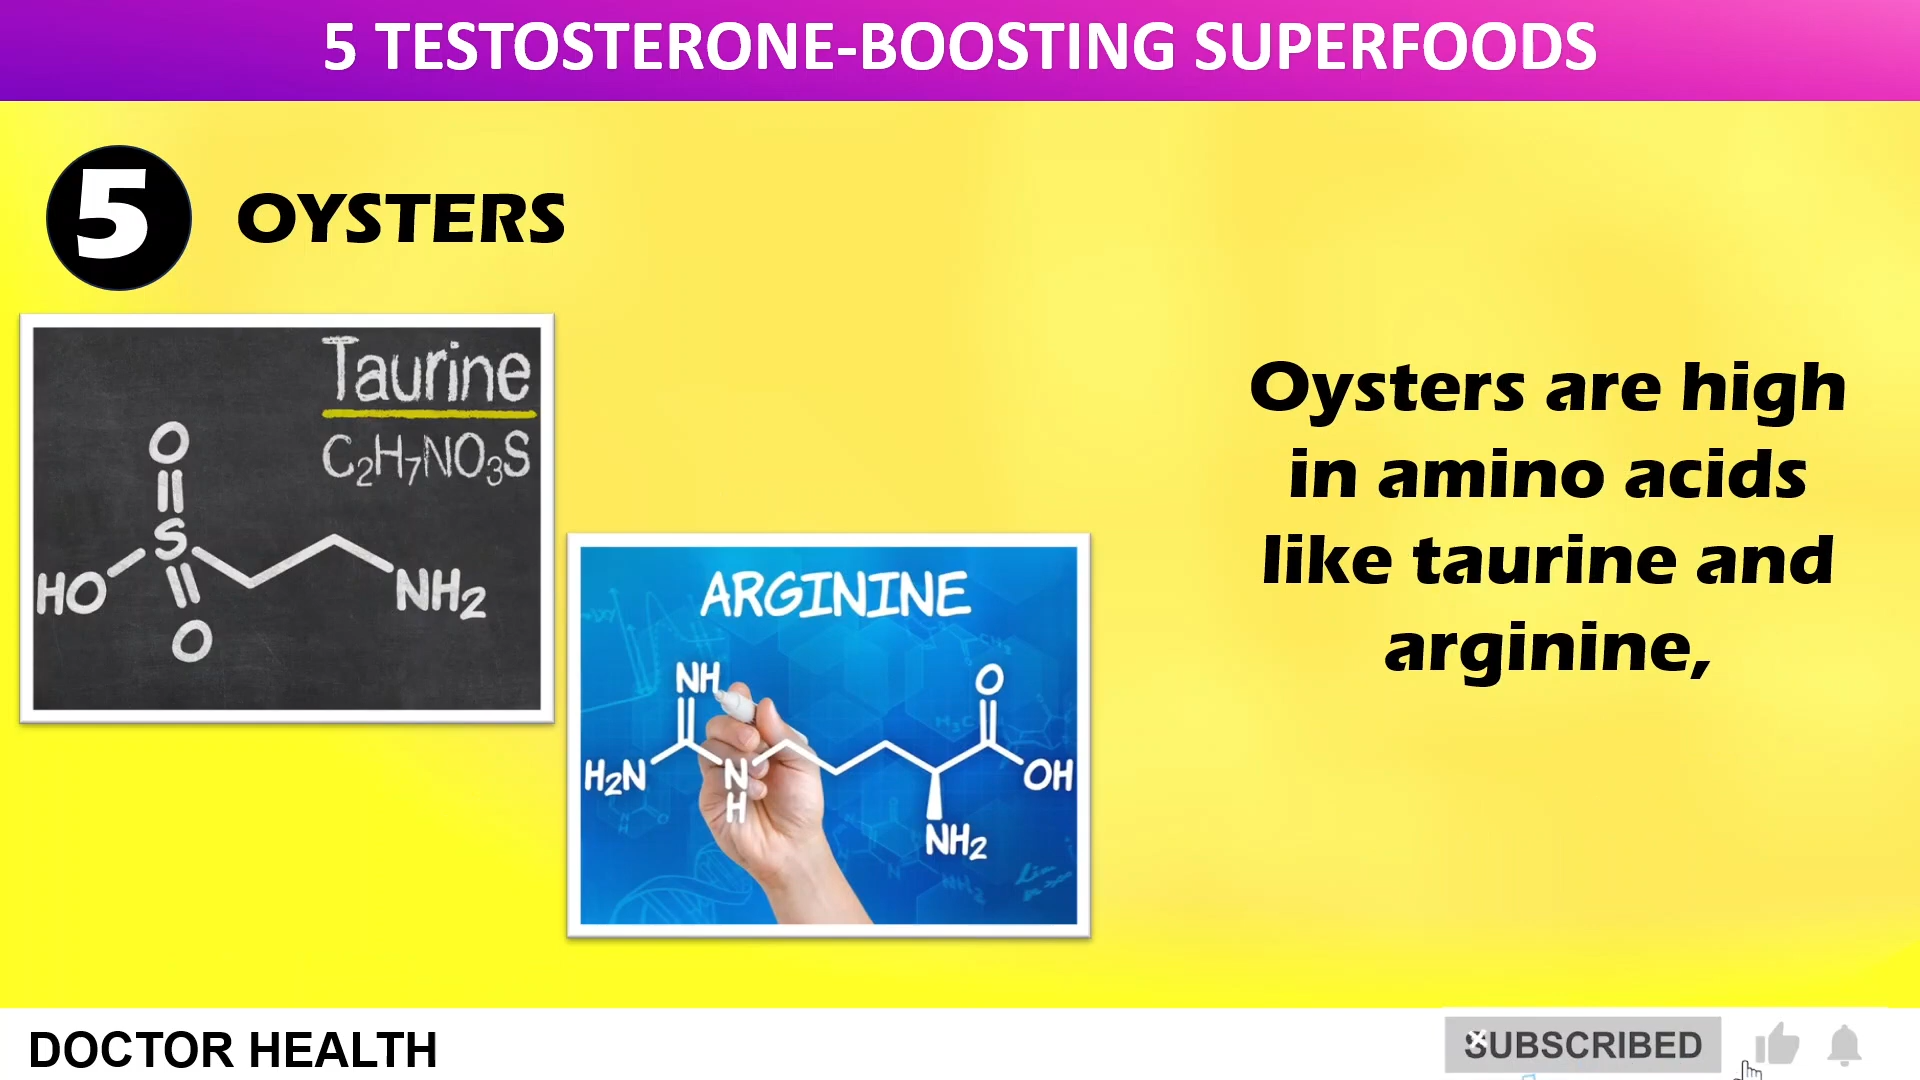 5 TESTOSTERONE-BOOSTING SUPERFOODS
5 OYSTERS
Taurine
C₂H₇NO₃S
O
S
HO
NH₂
O
ARGININE
NH
O
H₂N
N
H
OH
NH₂
Oysters are high
in amino acids
like taurine and
arginine,
DOCTOR HEALTH
SUBSCRIBED